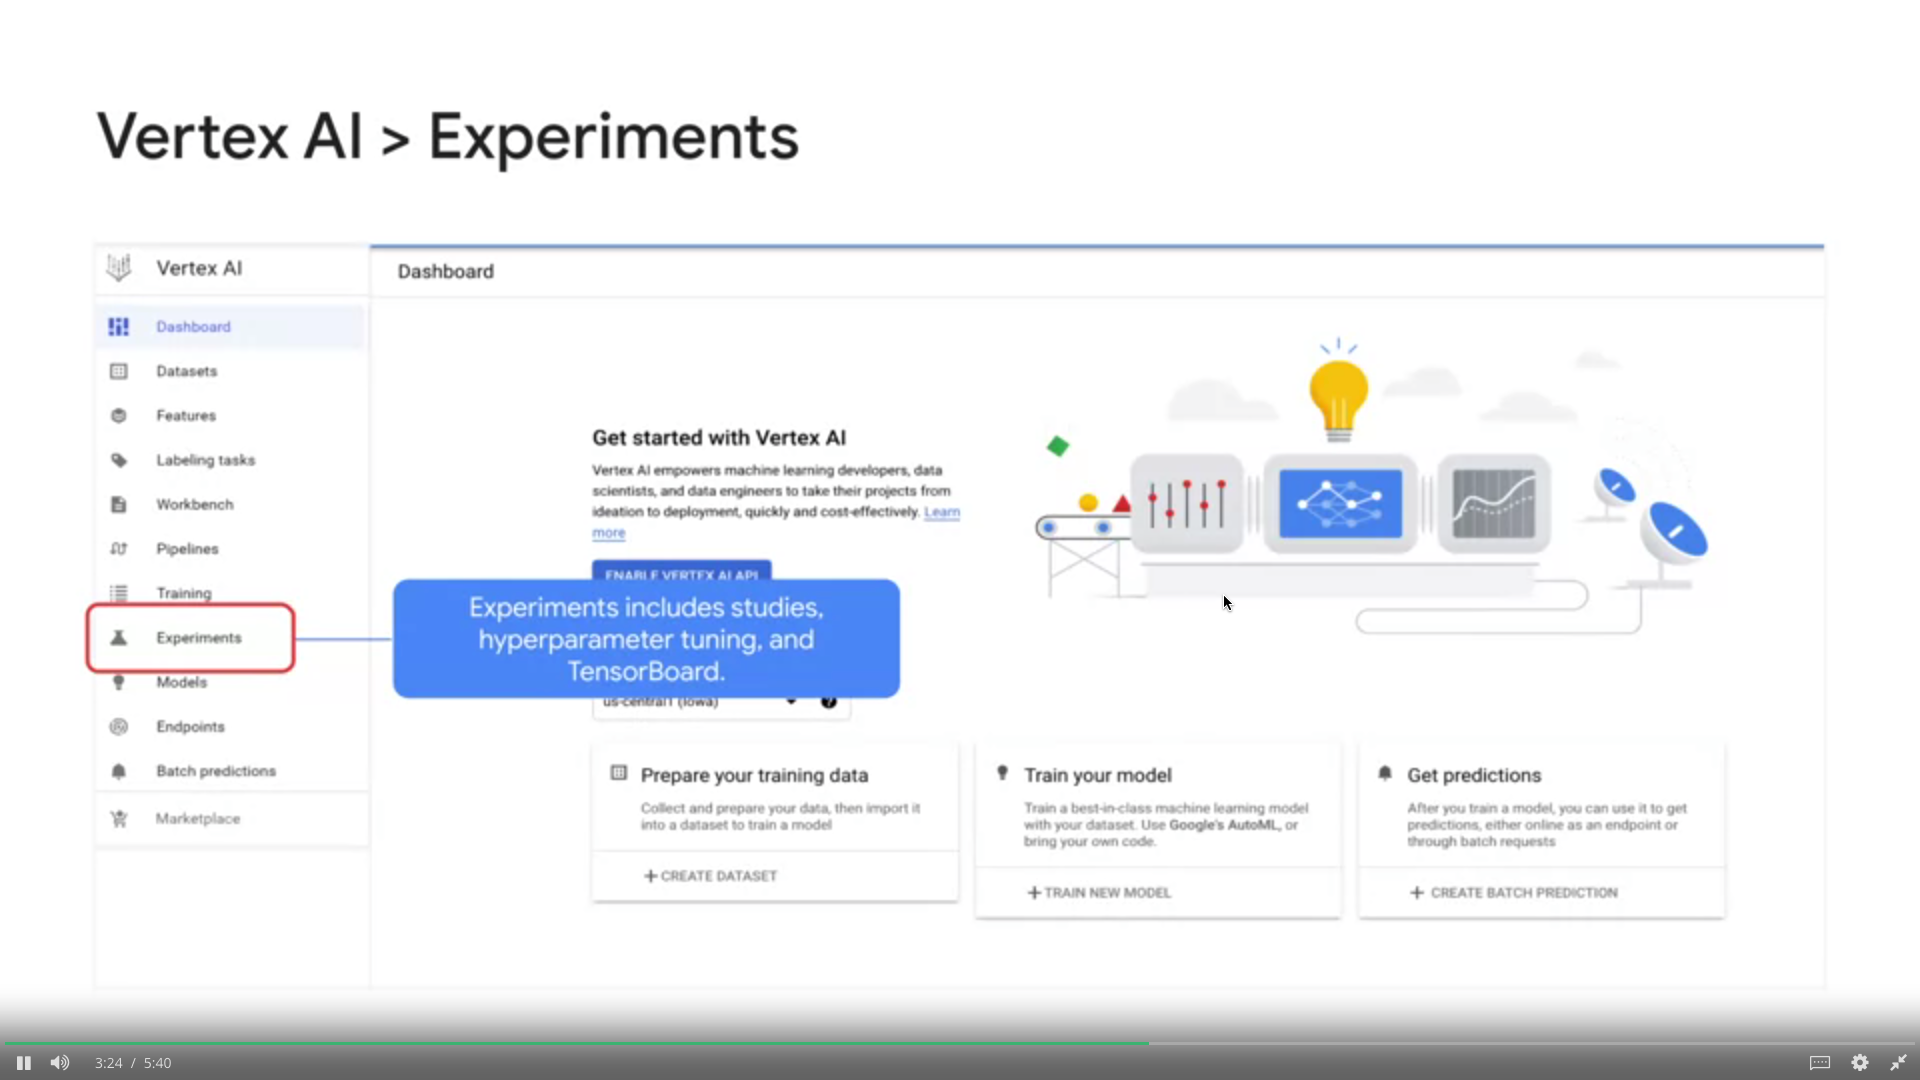 Vertex AI > Experiments
Vertex AI
Dashboard
Dashboard
Datasets
Features
Labeling tasks
Workbench
Pipelines
Training
Experiments
Models
Endpoints
Batch predictions
Marketplace
Get started with Vertex AI
Vertex AI empowers machine learning developers, data
scientists, and data engineers to take their projects from
ideation to deployment, quickly and cost-effectively. Learn
more
ENABLE VERTEX AI API
Experiments includes studies,
hyperparameter tuning, and
TensorBoard.
us-central1 (Iowa)
Prepare your training data
Collect and prepare your data, then import it
into a dataset to train a model
+ CREATE DATASET
Train your model
Train a best-in-class machine learning model
with your dataset. Use Google's AutoML, or
bring your own code.
+ TRAIN NEW MODEL
Get predictions
After you train a model, you can use it to get
predictions, either online as an endpoint or
through batch requests
+ CREATE BATCH PREDICTION
3:24 / 5:40